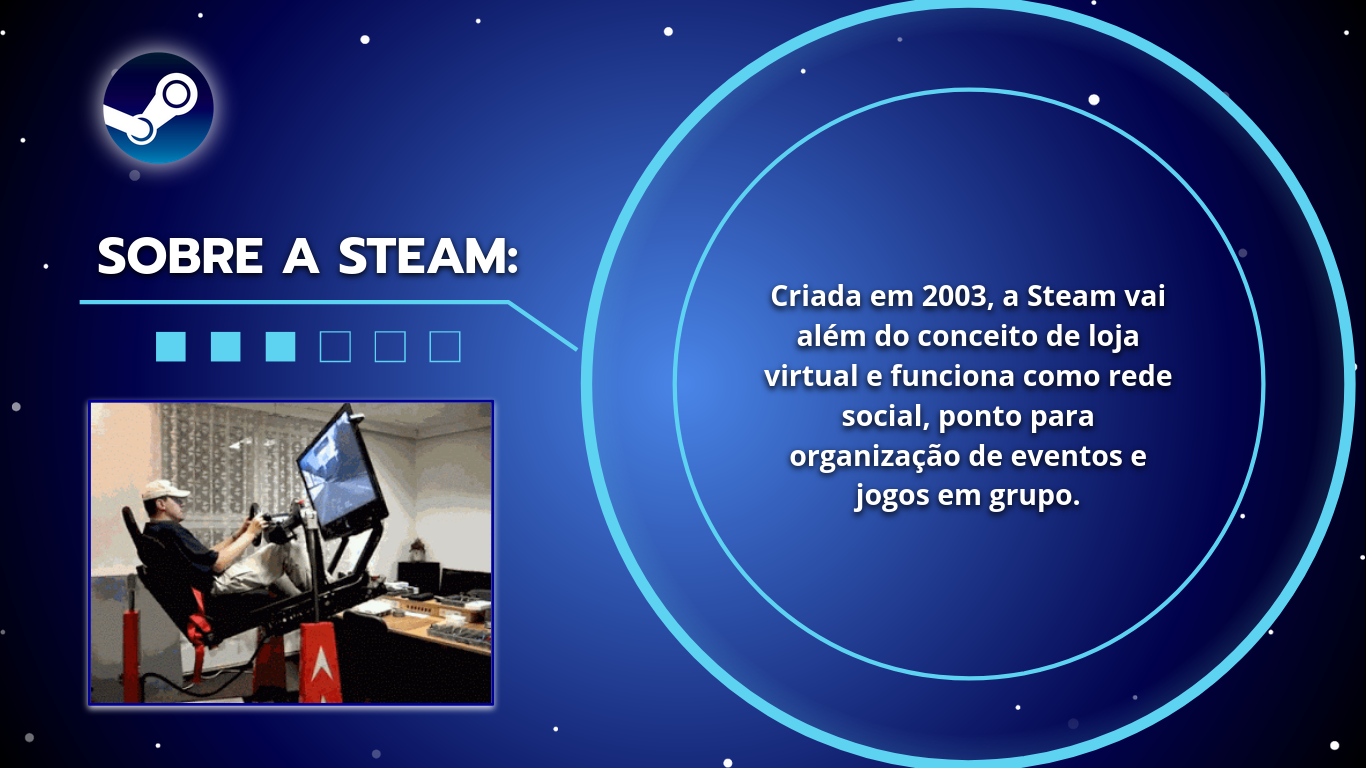 SOBRE A STEAM:
Criada em 2003, a Steam vai
além do conceito de loja
virtual e funciona como rede
social, ponto para
organização de eventos e
jogos em grupo.